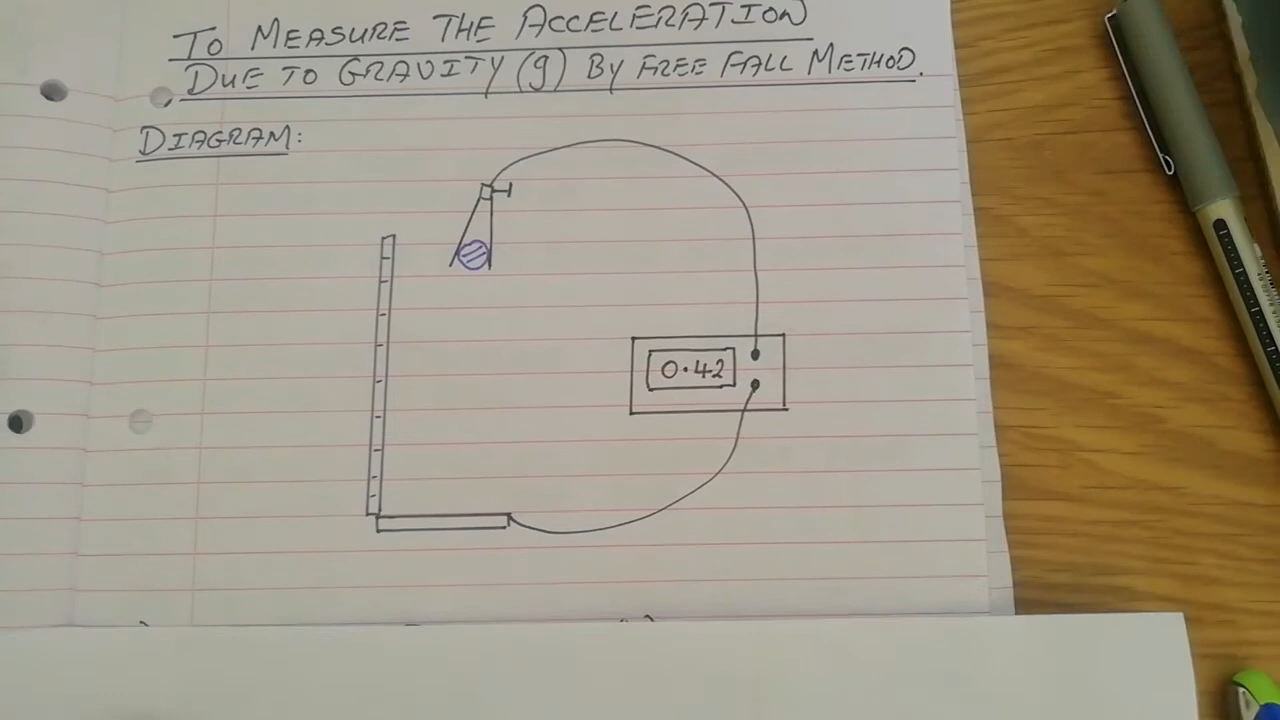 TO MEASURE THE ACCELERATION
DUE TO GRAVITY (g) BY FREE FALL METHOD.
DIAGRAM:
0.42